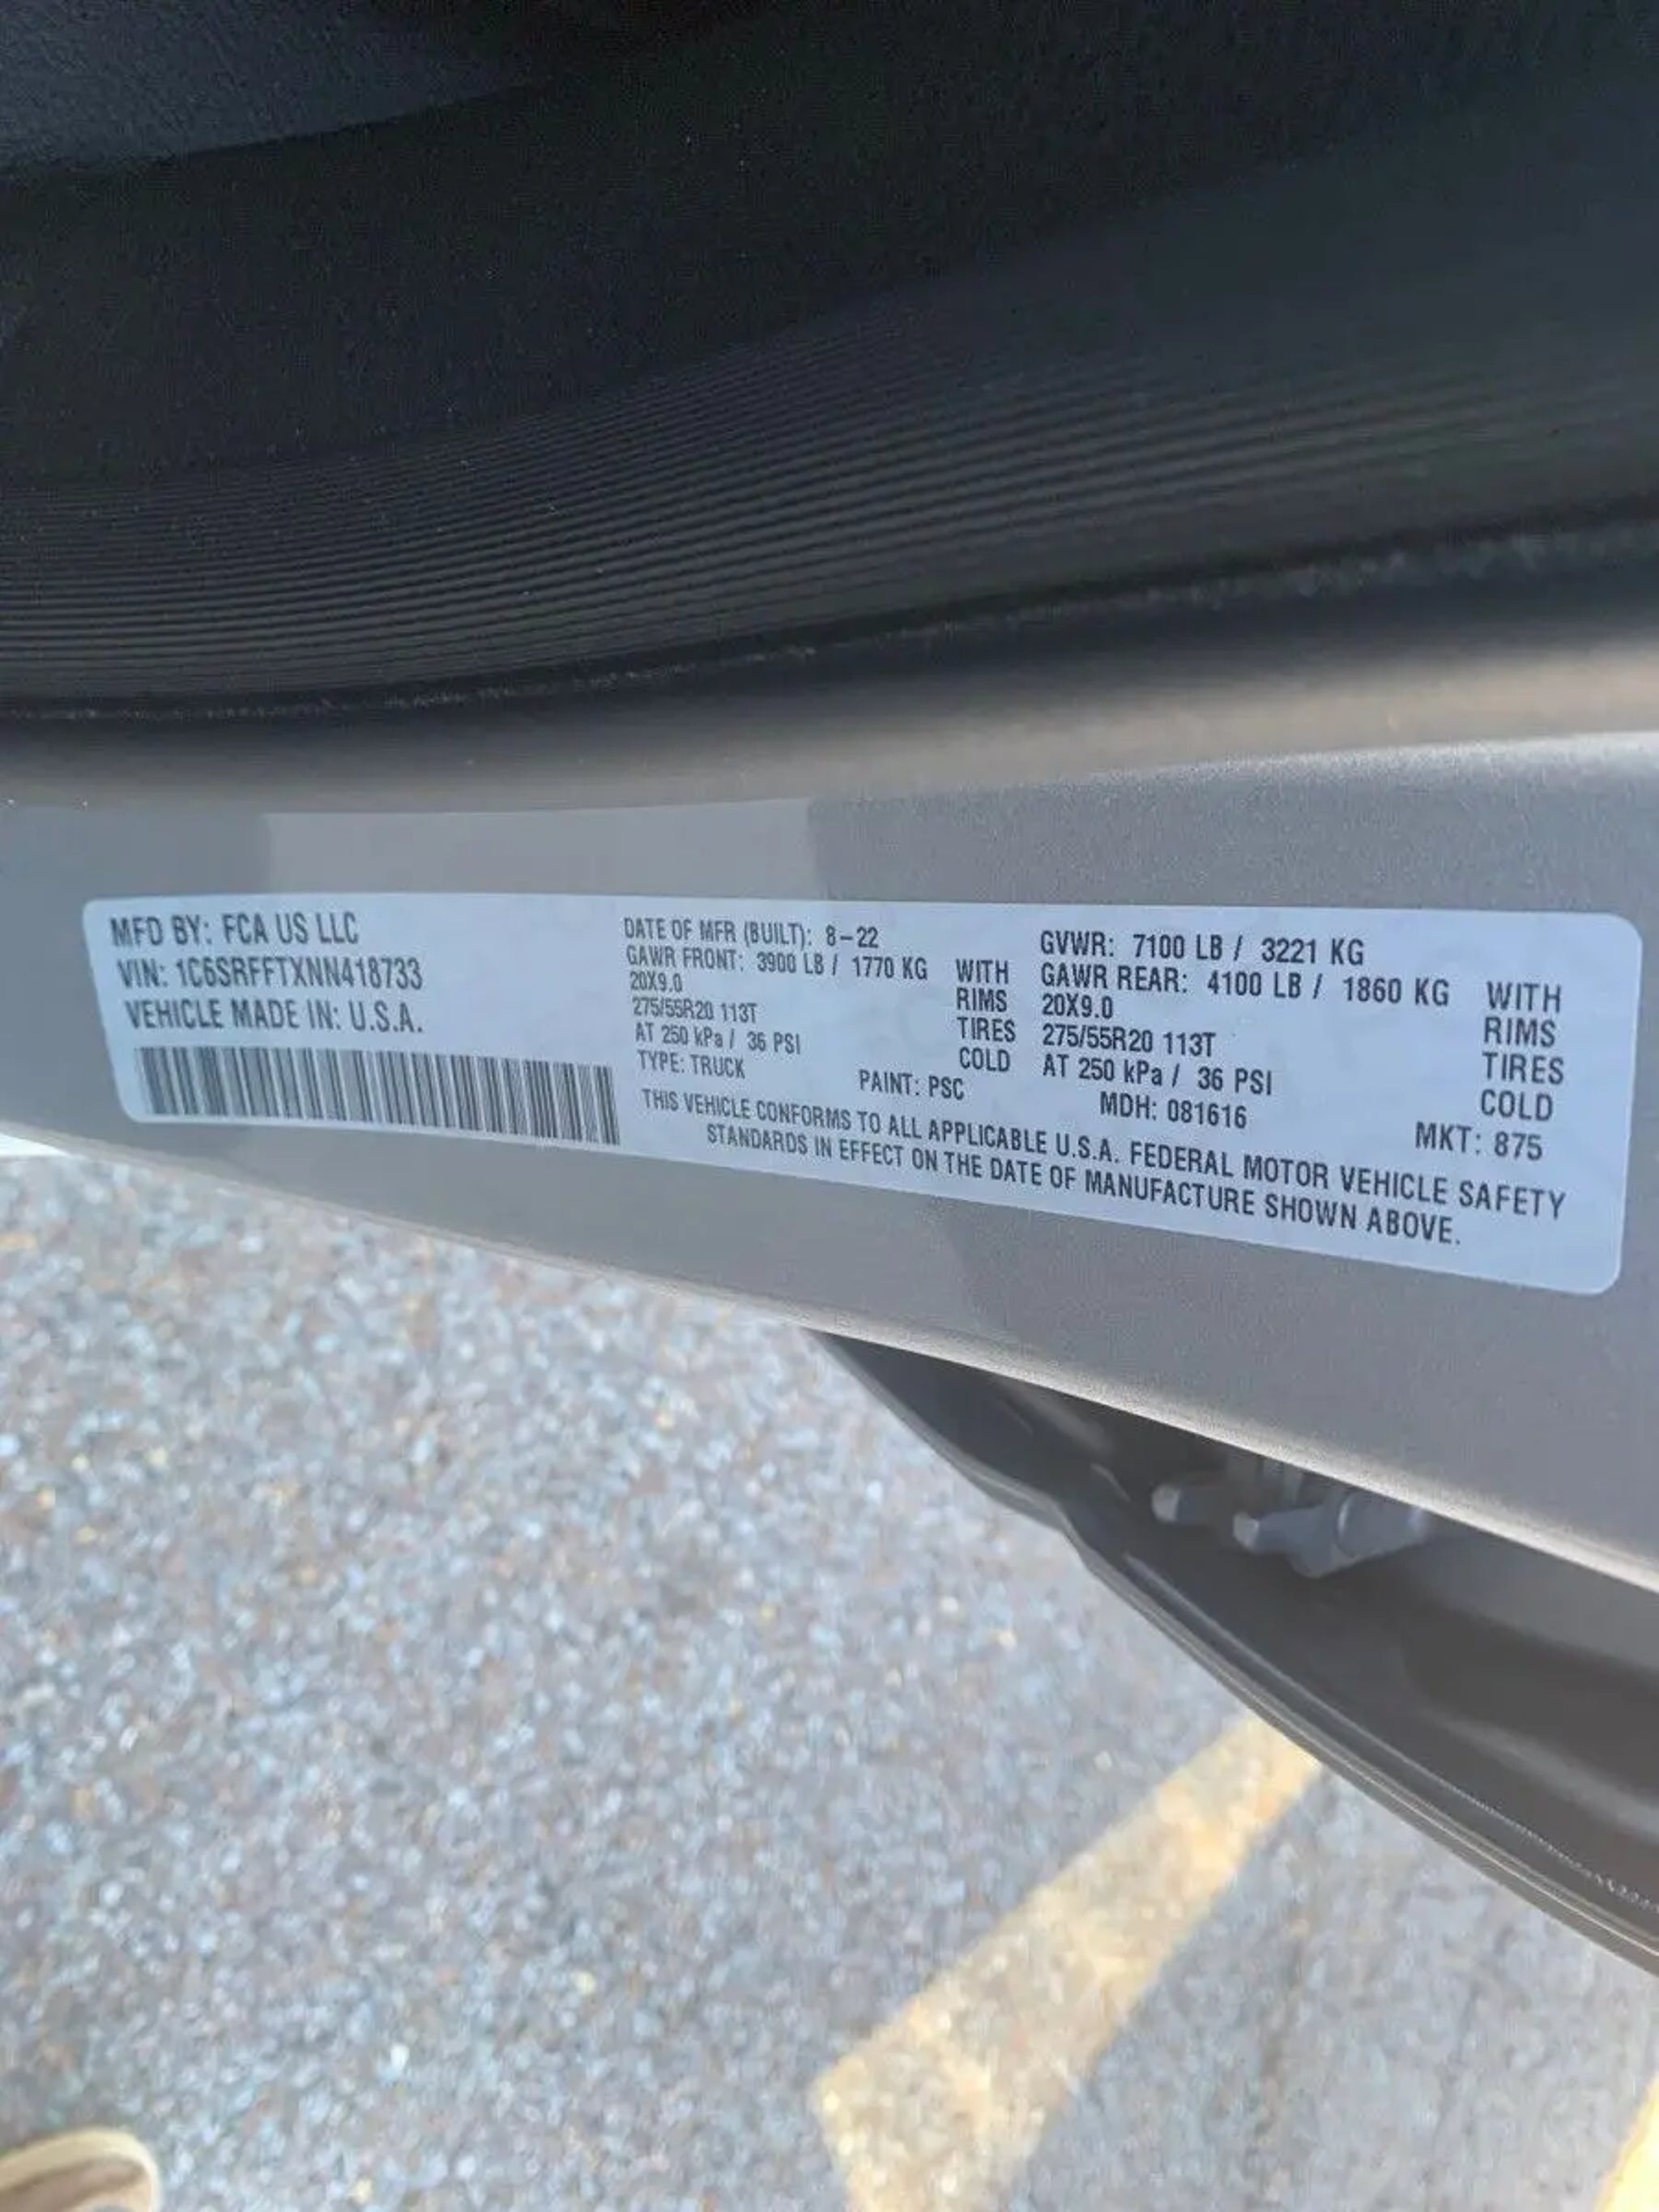 MFD BY: FCA US LLC
VIN: 1C6SRFFTXNN418733
VEHICLE MADE IN: U.S.A.
DATE OF MFR (BUILT): 8-22
GAWR FRONT: 3900 LB / 1770 KG WITH
20X9.0 RIMS
275/55R20 113T TIRES
AT 250 kPa / 36 PSI COLD
TYPE: TRUCK PAINT: PSC
GVWR: 7100 LB / 3221 KG
GAWR REAR: 4100 LB / 1860 KG WITH
20X9.0 RIMS
275/55R20 113T TIRES
AT 250 kPa / 36 PSI COLD
MDH: 081616 MKT: 875
THIS VEHICLE CONFORMS TO ALL APPLICABLE U.S.A. FEDERAL MOTOR VEHICLE SAFETY
STANDARDS IN EFFECT ON THE DATE OF MANUFACTURE SHOWN ABOVE.